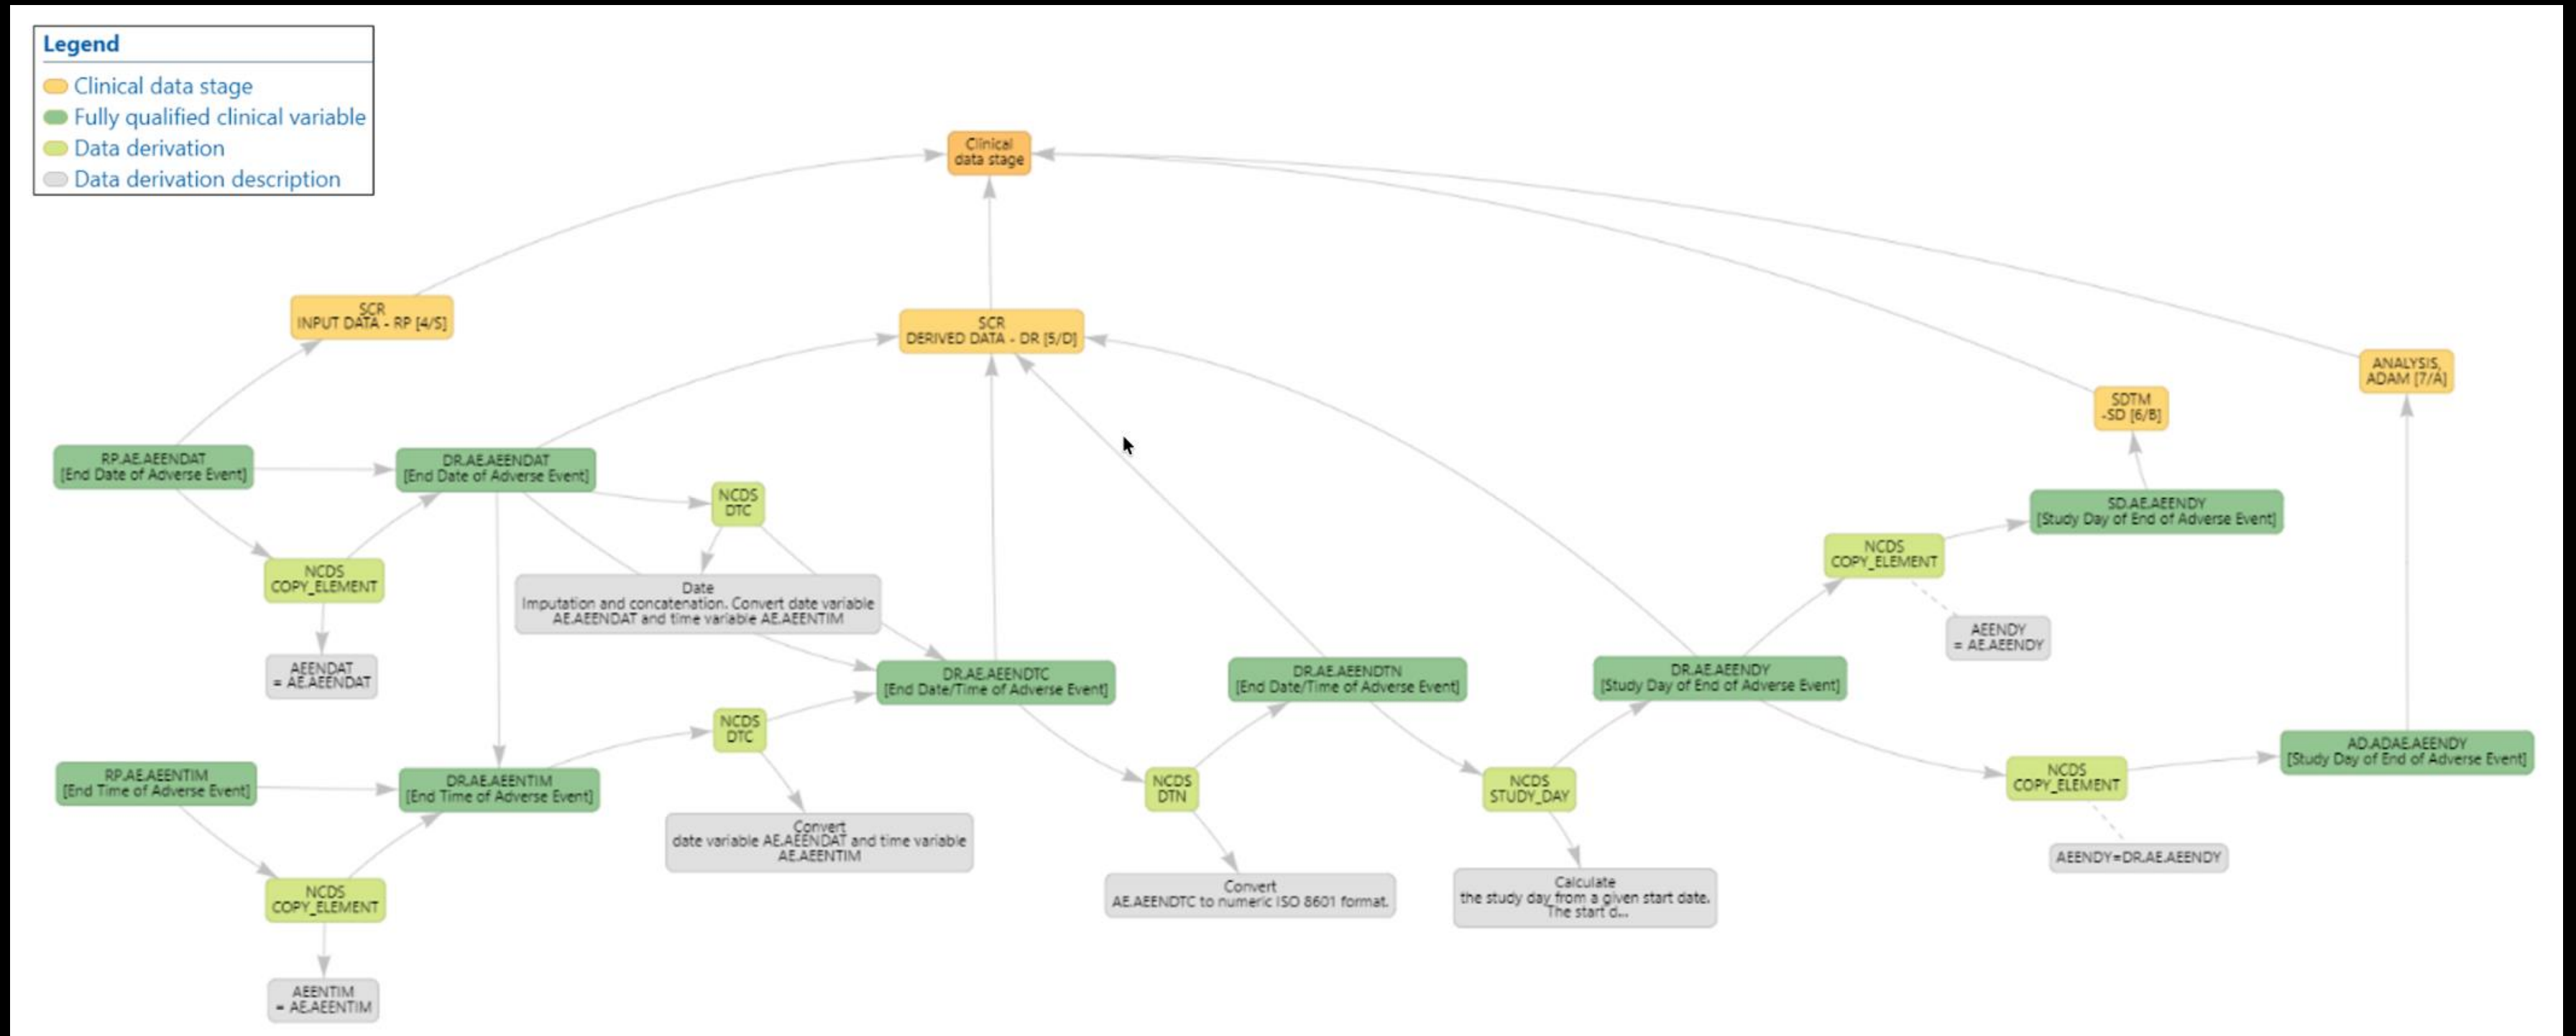 Legend
Clinical data stage
Fully qualified clinical variable
Data derivation
Data derivation description
Clinical
data stage
SCR
INPUT DATA - RP [4/S]
SCR
DERIVED DATA - DR [5/D]
ANALYSIS,
ADAM [7/A]
SDTM
-SD [6/B]
RP.AE.AEENDAT
[End Date of Adverse Event]
DR.AE.AEENDAT
[End Date of Adverse Event]
NCDS
DTC
SD.AE.AEENDY
[Study Day of End of Adverse Event]
NCDS
COPY_ELEMENT
NCDS
COPY_ELEMENT
Date
Imputation and concatenation. Convert date variable
AE.AEENDAT and time variable AE.AEENTIM
AEENDY
= AE.AEENDY
AEENDAT
= AE.AEENDAT
DR.AE.AEENDTC
[End Date/Time of Adverse Event]
DR.AE.AEENDTN
[End Date/Time of Adverse Event]
DR.AE.AEENDY
[Study Day of End of Adverse Event]
NCDS
DTC
AD.ADAE.AEENDY
[Study Day of End of Adverse Event]
RP.AE.AEENTIM
[End Time of Adverse Event]
DR.AE.AEENTIM
[End Time of Adverse Event]
NCDS
DTN
NCDS
STUDY_DAY
NCDS
COPY_ELEMENT
Convert
date variable AE.AEENDAT and time variable
AE.AEENTIM
AEENDY=DR.AE.AEENDY
NCDS
COPY_ELEMENT
Convert
AE.AEENDTC to numeric ISO 8601 format.
Calculate
the study day from a given start date.
The start d...
AEENTIM
= AE.AEENTIM